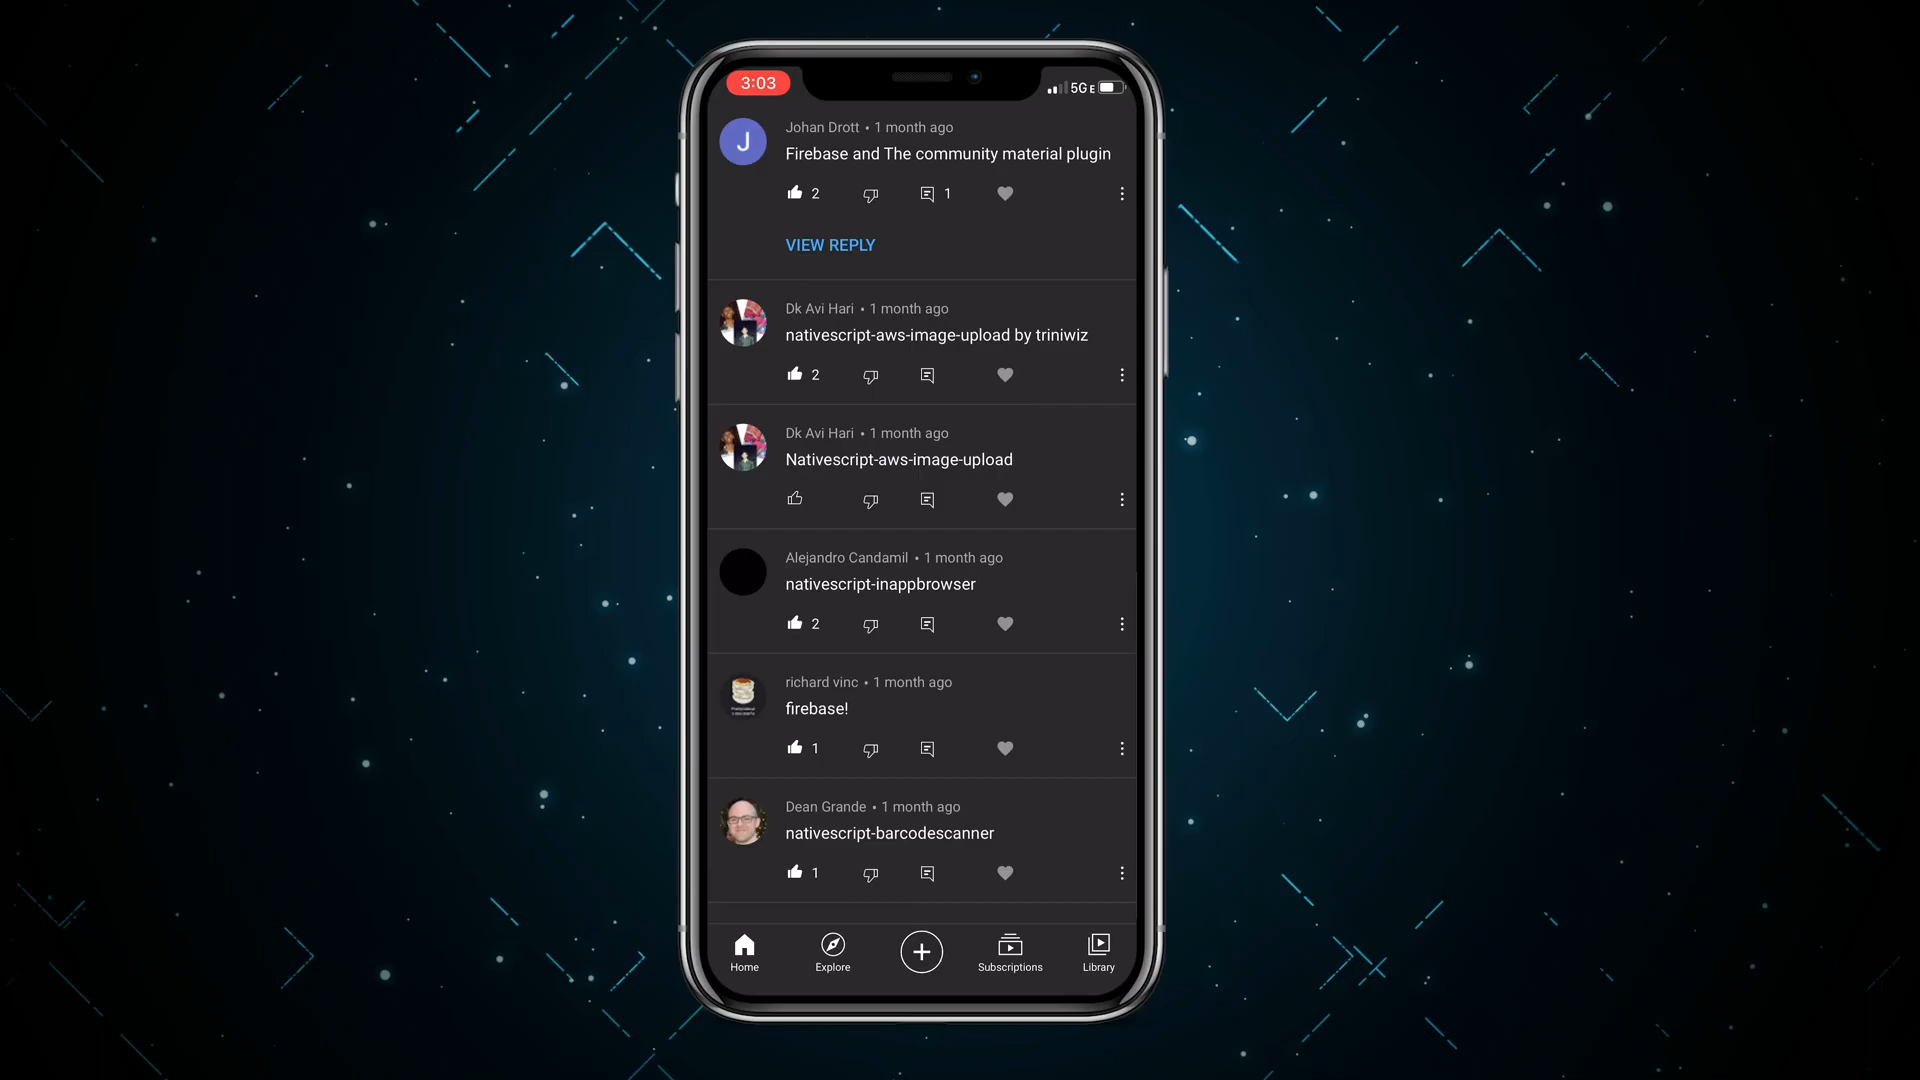 3:03
5G E
J
Johan Drott • 1 month ago
Firebase and The community material plugin
2
1
VIEW REPLY
Dk Avi Hari • 1 month ago
nativescript-aws-image-upload by triniwiz
2
Dk Avi Hari • 1 month ago
Nativescript-aws-image-upload
Alejandro Candamil • 1 month ago
nativescript-inappbrowser
2
richard vinc • 1 month ago
firebase!
1
Dean Grande • 1 month ago
nativescript-barcodescanner
1
Home
Explore
Subscriptions
Library